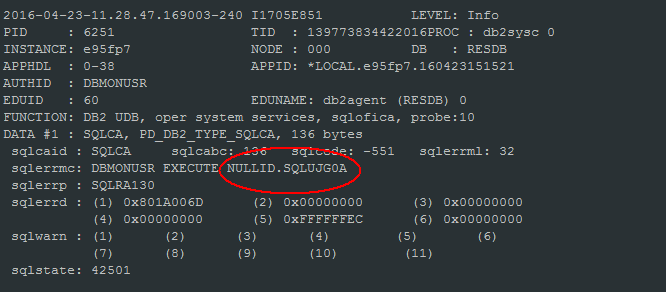 2016-04-23-11.28.47.169003-240 I1705E851 LEVEL: Info
PID : 6251 TID : 139773834422016PROC : db2sysc 0
INSTANCE: e95fp7 NODE : 000 DB : RESDB
APPHDL : 0-38 APPID: *LOCAL.e95fp7.160423151521
AUTHID : DBMONUSR
EDUID : 60 EDUNAME: db2agent (RESDB) 0
FUNCTION: DB2 UDB, oper system services, sqlofica, probe:10
DATA #1 : SQLCA, PD_DB2_TYPE_SQLCA, 136 bytes
sqlcaid : SQLCA sqlcabc: 136 sqlcode: -551 sqlerrml: 32
sqlerrmc: DBMONUSR EXECUTE NULLID.SQLUJG0A
sqlerrp : SQLRA130
sqlerrd : (1) 0x801A006D (2) 0x00000000 (3) 0x00000000
(4) 0x00000000 (5) 0xFFFFFFEC (6) 0x00000000
sqlwarn : (1) (2) (3) (4) (5) (6)
(7) (8) (9) (10) (11)
sqlstate: 42501